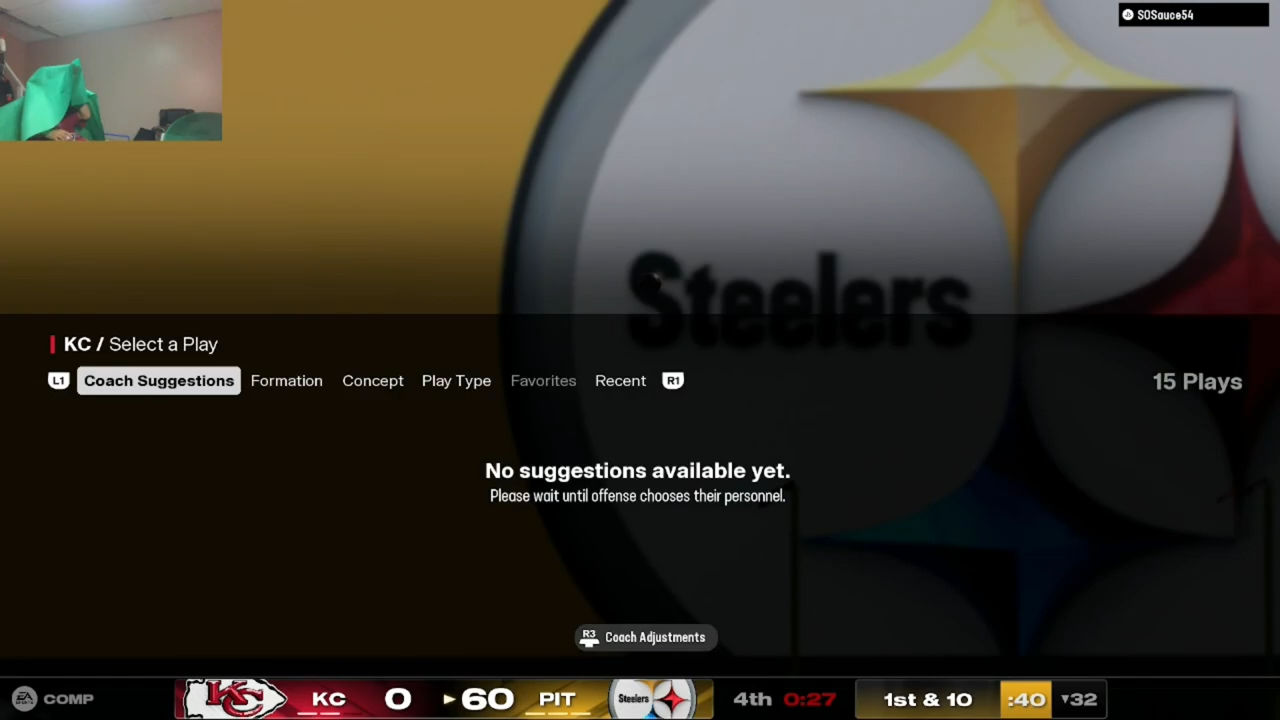 SOSauce54
Steelers
KC / Select a Play
L1 Coach Suggestions Formation Concept Play Type Favorites Recent R1
15 Plays
No suggestions available yet.
Please wait until offense chooses their personnel.
R3 Coach Adjustments
EA SPORTS COMP KC 0 60 PIT Steelers 4th 0:27 1st & 10 :40 32